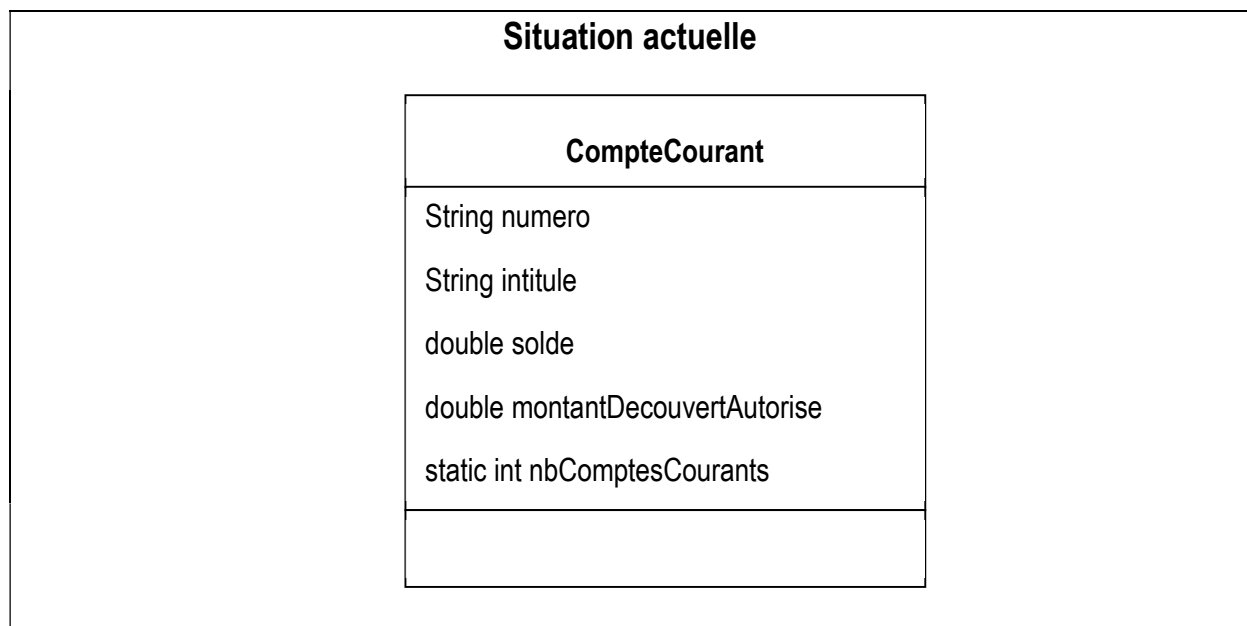 Situation actuelle
CompteCourant
String numero
String intitule
double solde
double montantDecouvertAutorise
static int nbComptesCourants